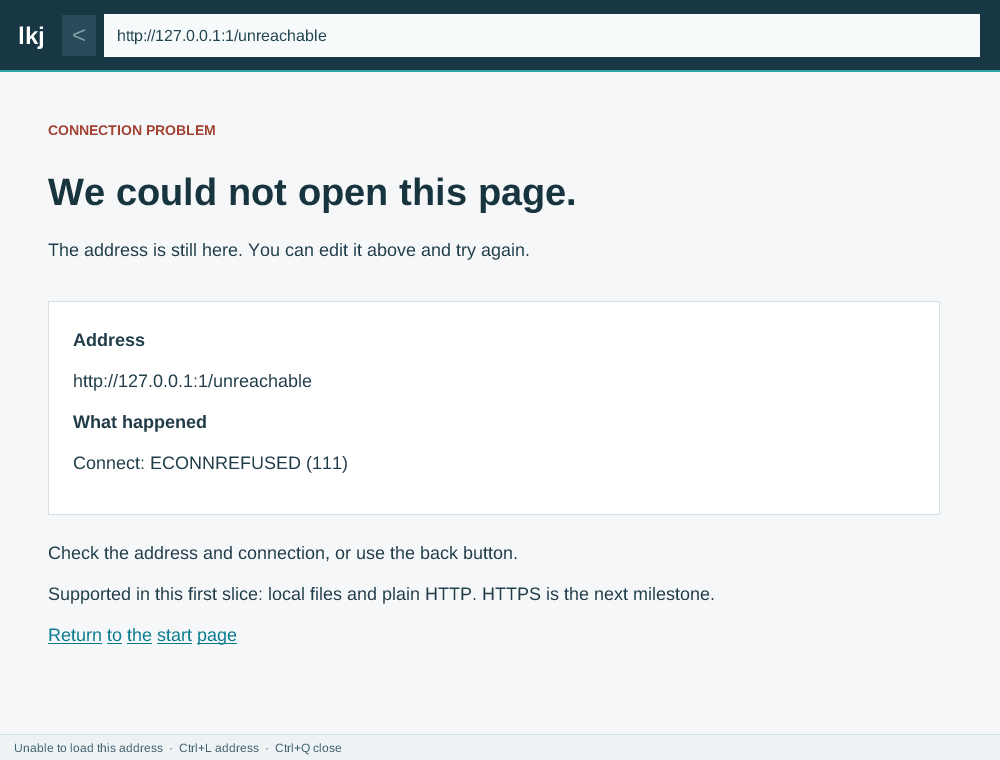 lkj < http://127.0.0.1:1/unreachable
CONNECTION PROBLEM
We could not open this page.
The address is still here. You can edit it above and try again.
Address
http://127.0.0.1:1/unreachable
What happened
Connect: ECONNREFUSED (111)
Check the address and connection, or use the back button.
Supported in this first slice: local files and plain HTTP. HTTPS is the next milestone.
Return to the start page
Unable to load this address · Ctrl+L address · Ctrl+Q close